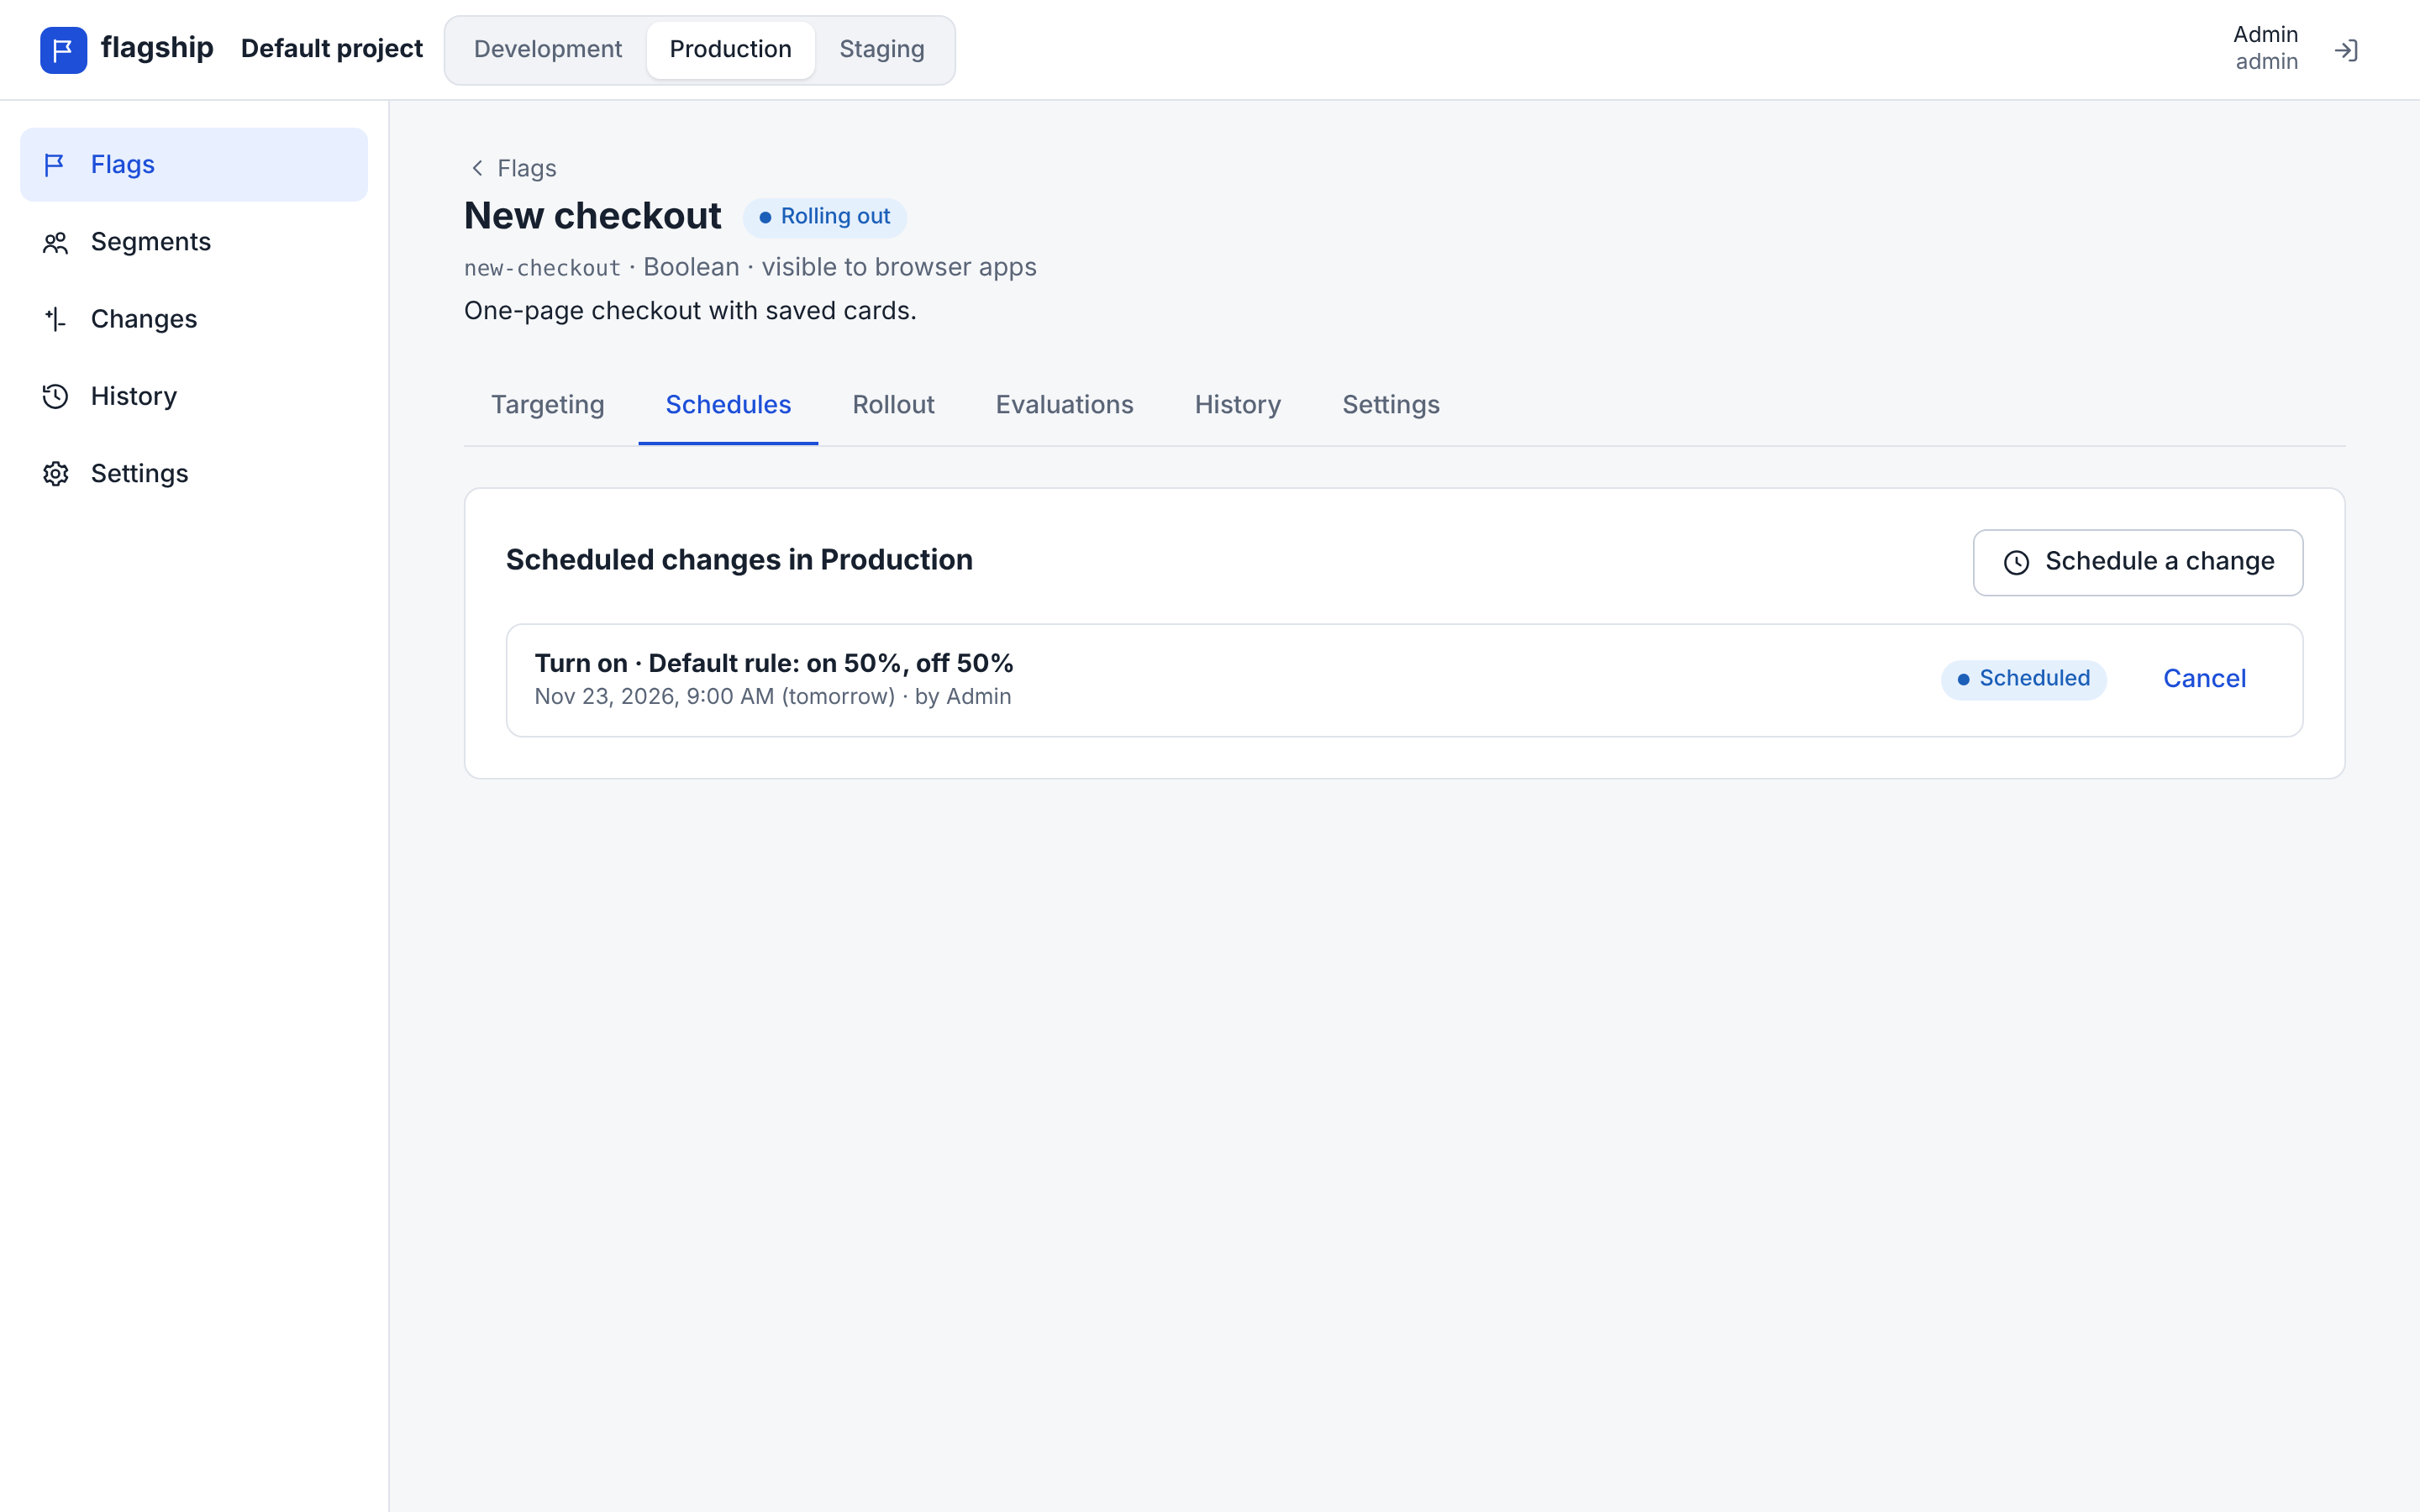 flagship Default project Development Production Staging Admin
admin
Flags
Segments
Changes
History
Settings
Flags
New checkout Rolling out
new-checkout · Boolean · visible to browser apps
One-page checkout with saved cards.
Targeting Schedules Rollout Evaluations History Settings
Scheduled changes in Production Schedule a change
Turn on · Default rule: on 50%, off 50%
Nov 23, 2026, 9:00 AM (tomorrow) · by Admin
Scheduled Cancel